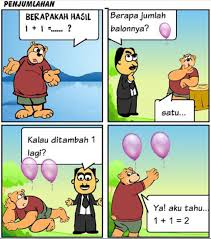 PENJUMLAHAN
BERAPAKAH HASIL
1 + 1 =...... ?
Berapa jumlah
balonnya?
satu...
Kalau ditambah 1
lagi?
Ya! aku tahu...
1 + 1 = 2